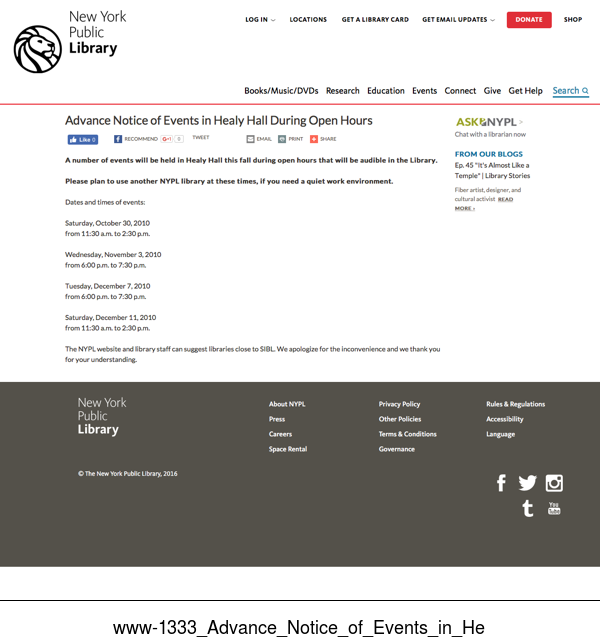 New York
Public
Library
LOG IN
LOCATIONS
GET A LIBRARY CARD
GET EMAIL UPDATES
DONATE
SHOP
Books/Music/DVDs Research Education Events Connect Give Get Help Search
Advance Notice of Events in Healy Hall During Open Hours
Like 0
RECOMMEND
G+1 0
TWEET
EMAIL
PRINT
SHARE
A number of events will be held in Healy Hall this fall during open hours that will be audible in the Library.
Please plan to use another NYPL library at these times, if you need a quiet work environment.
Dates and times of events:
Saturday, October 30, 2010
from 11:30 a.m. to 2:30 p.m.
Wednesday, November 3, 2010
from 6:00 p.m. to 7:30 p.m.
Tuesday, December 7, 2010
from 6:00 p.m. to 7:30 p.m.
Saturday, December 11, 2010
from 11:30 a.m. to 2:30 p.m.
The NYPL website and library staff can suggest libraries close to SIBL. We apologize for the inconvenience and we thank you
for your understanding.
ASK NYPL >
Chat with a librarian now
FROM OUR BLOGS
Ep. 45 "It's Almost Like a
Temple" | Library Stories
Fiber artist, designer, and
cultural activist READ
MORE ›
New York
Public
Library
About NYPL
Press
Careers
Space Rental
Privacy Policy
Other Policies
Terms & Conditions
Governance
Rules & Regulations
Accessibility
Language
© The New York Public Library, 2016
You
Tube
www-1333_Advance_Notice_of_Events_in_He